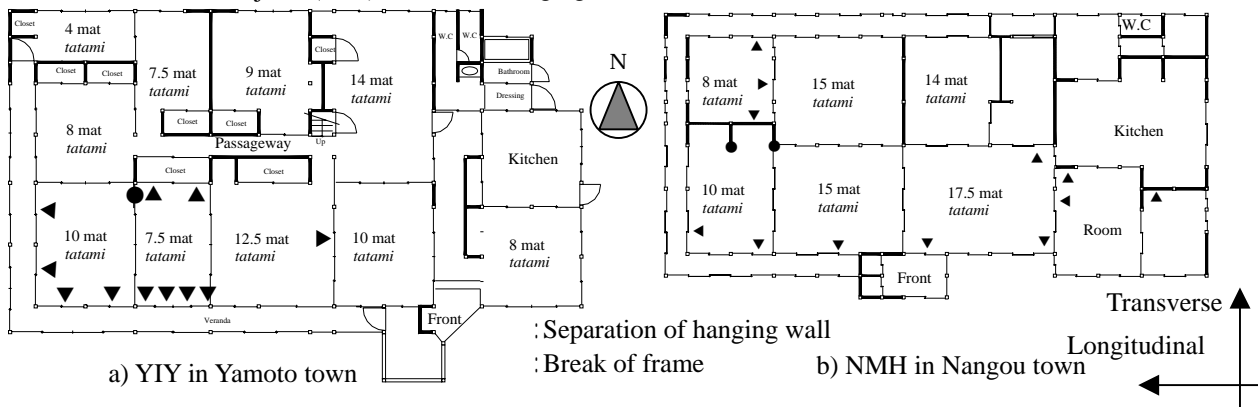 Closet
4 mat
tatami
Closet
Closet
7.5 mat
tatami
9 mat
tatami
Closet
14 mat
tatami
W.C
W.C
Bathroom
Dressing
N
8 mat
tatami
Closet
Closet
Up
Passageway
Kitchen
Closet
Closet
10 mat
tatami
7.5 mat
tatami
12.5 mat
tatami
10 mat
tatami
8 mat
tatami
Veranda
Front
a) YIY in Yamoto town
: Separation of hanging wall
: Break of frame
W.C
8 mat
tatami
15 mat
tatami
14 mat
tatami
Kitchen
10 mat
tatami
15 mat
tatami
17.5 mat
tatami
Room
Front
b) NMH in Nangou town
Transverse
Longitudinal